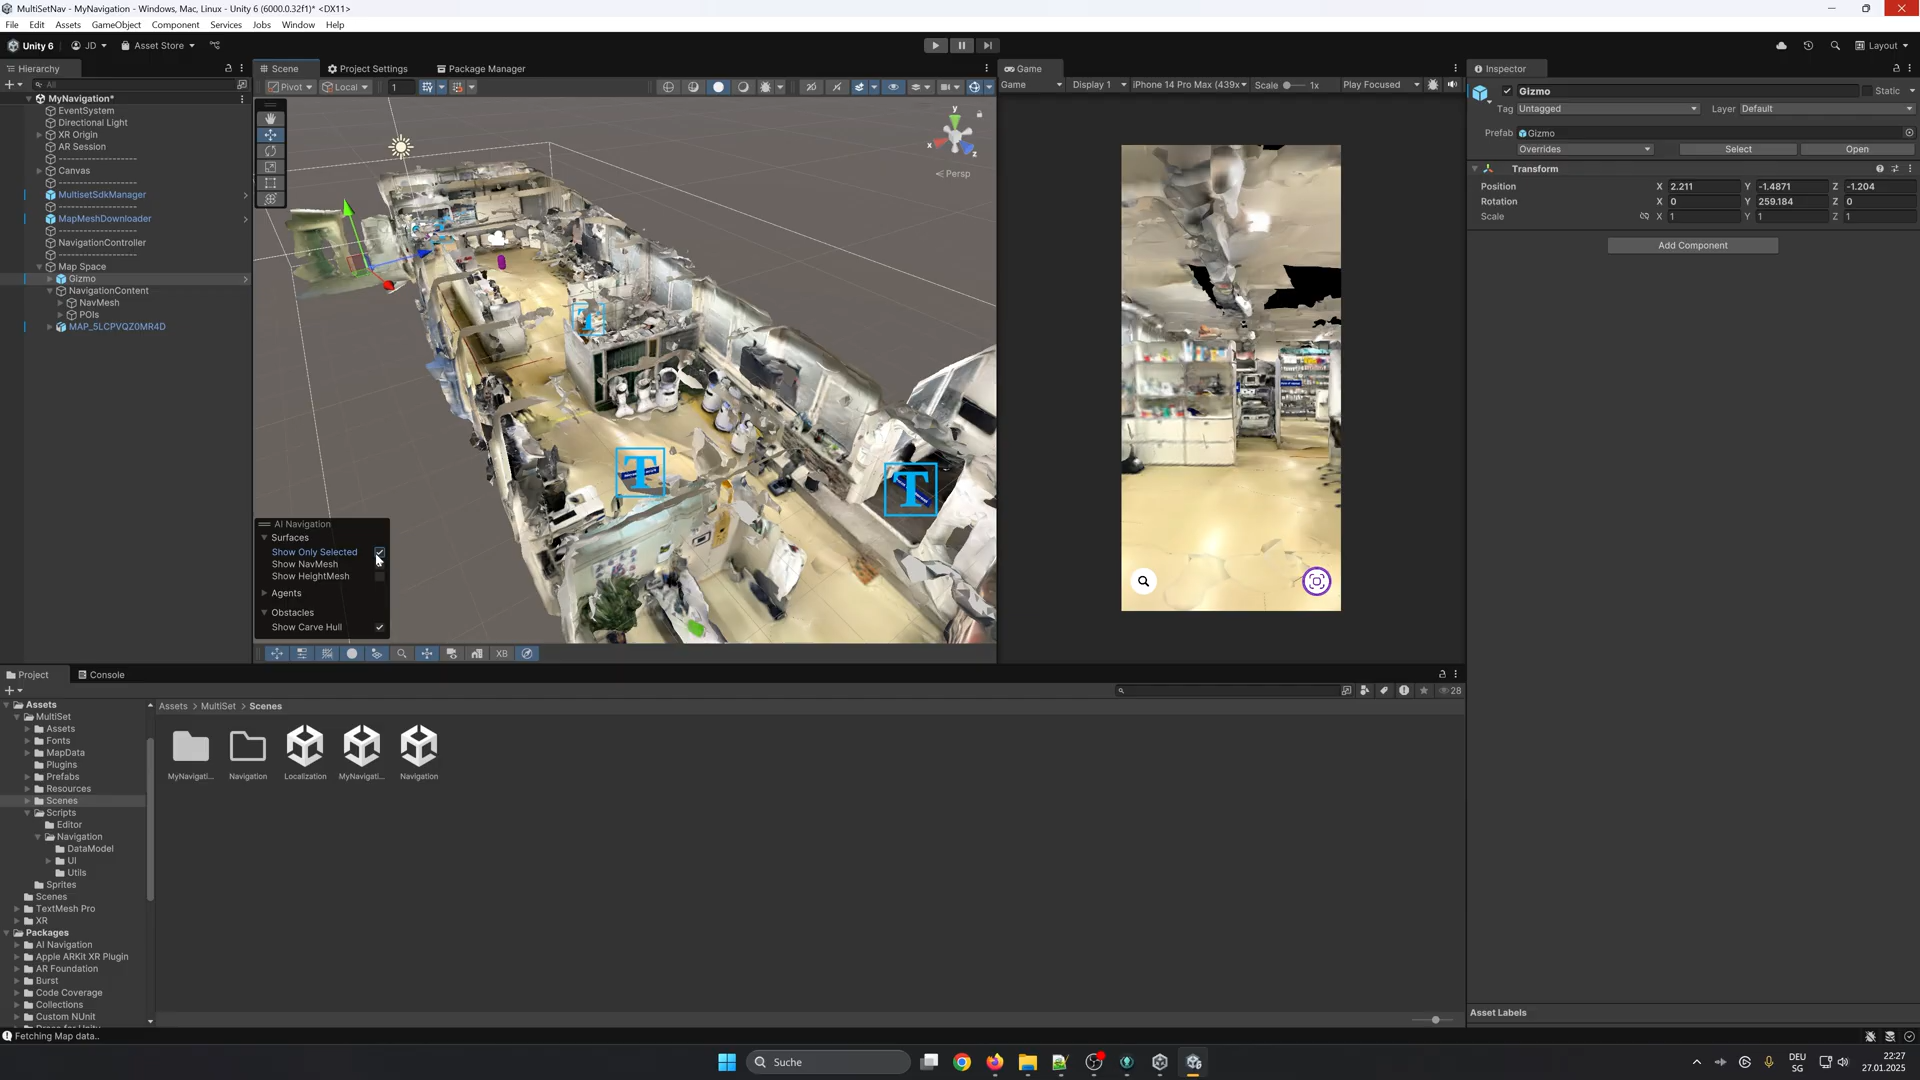 MultiSetNav - MyNavigation - Windows, Mac, Linux - Unity 6 (6000.0.32f1)* <DX11>
File Edit Assets GameObject Component Services Jobs Window Help
Unity 6 JD Asset Store Layout
Hierarchy
All
MyNavigation*
EventSystem
Directional Light
XR Origin
AR Session
--------------------
Canvas
--------------------
MultisetSdkManager
--------------------
MapMeshDownloader
--------------------
NavigationController
--------------------
Map Space
Gizmo
NavigationContent
NavMesh
POIs
MAP_5LCPVQZ0MR4D
Scene Project Settings Package Manager
Pivot Local 1
y
x
z
Persp
T
T
T
AI Navigation
Surfaces
Show Only Selected
Show NavMesh
Show HeightMesh
Agents
Obstacles
Show Carve Hull
XB
Game
Game Display 1 iPhone 14 Pro Max (439x Scale 1x Play Focused
Inspector
Gizmo Static
Tag Untagged Layer Default
Prefab Gizmo
Overrides Select Open
Transform
Position X 2.211 Y -1.4871 Z -1.204
Rotation X 0 Y 259.184 Z 0
Scale X 1 Y 1 Z 1
Add Component
Asset Labels
Project Console
28
Assets
MultiSet
Assets
Fonts
MapData
Plugins
Prefabs
Resources
Scenes
Scripts
Editor
Navigation
DataModel
UI
Utils
Sprites
Scenes
TextMesh Pro
XR
Packages
AI Navigation
Apple ARKit XR Plugin
AR Foundation
Burst
Code Coverage
Collections
Custom NUnit
Assets > MultiSet > Scenes
MyNavigati... Navigation Localization MyNavigati... Navigation
Fetching Map data..
Suche
DEU
SG
22:27
27.01.2025